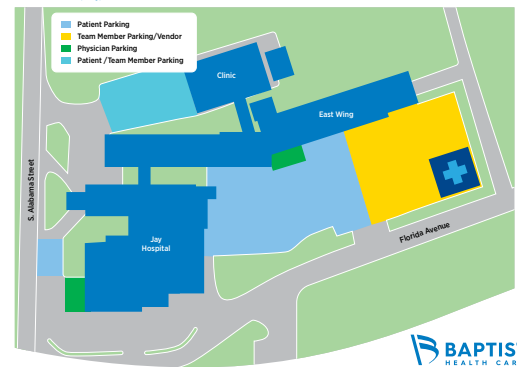 Patient Parking
Team Member Parking/Vendor
Physician Parking
Patient /Team Member Parking
Clinic
East Wing
S. Alabama Street
Jay
Hospital
Florida Avenue
BAPTIS
HEALTH CAR